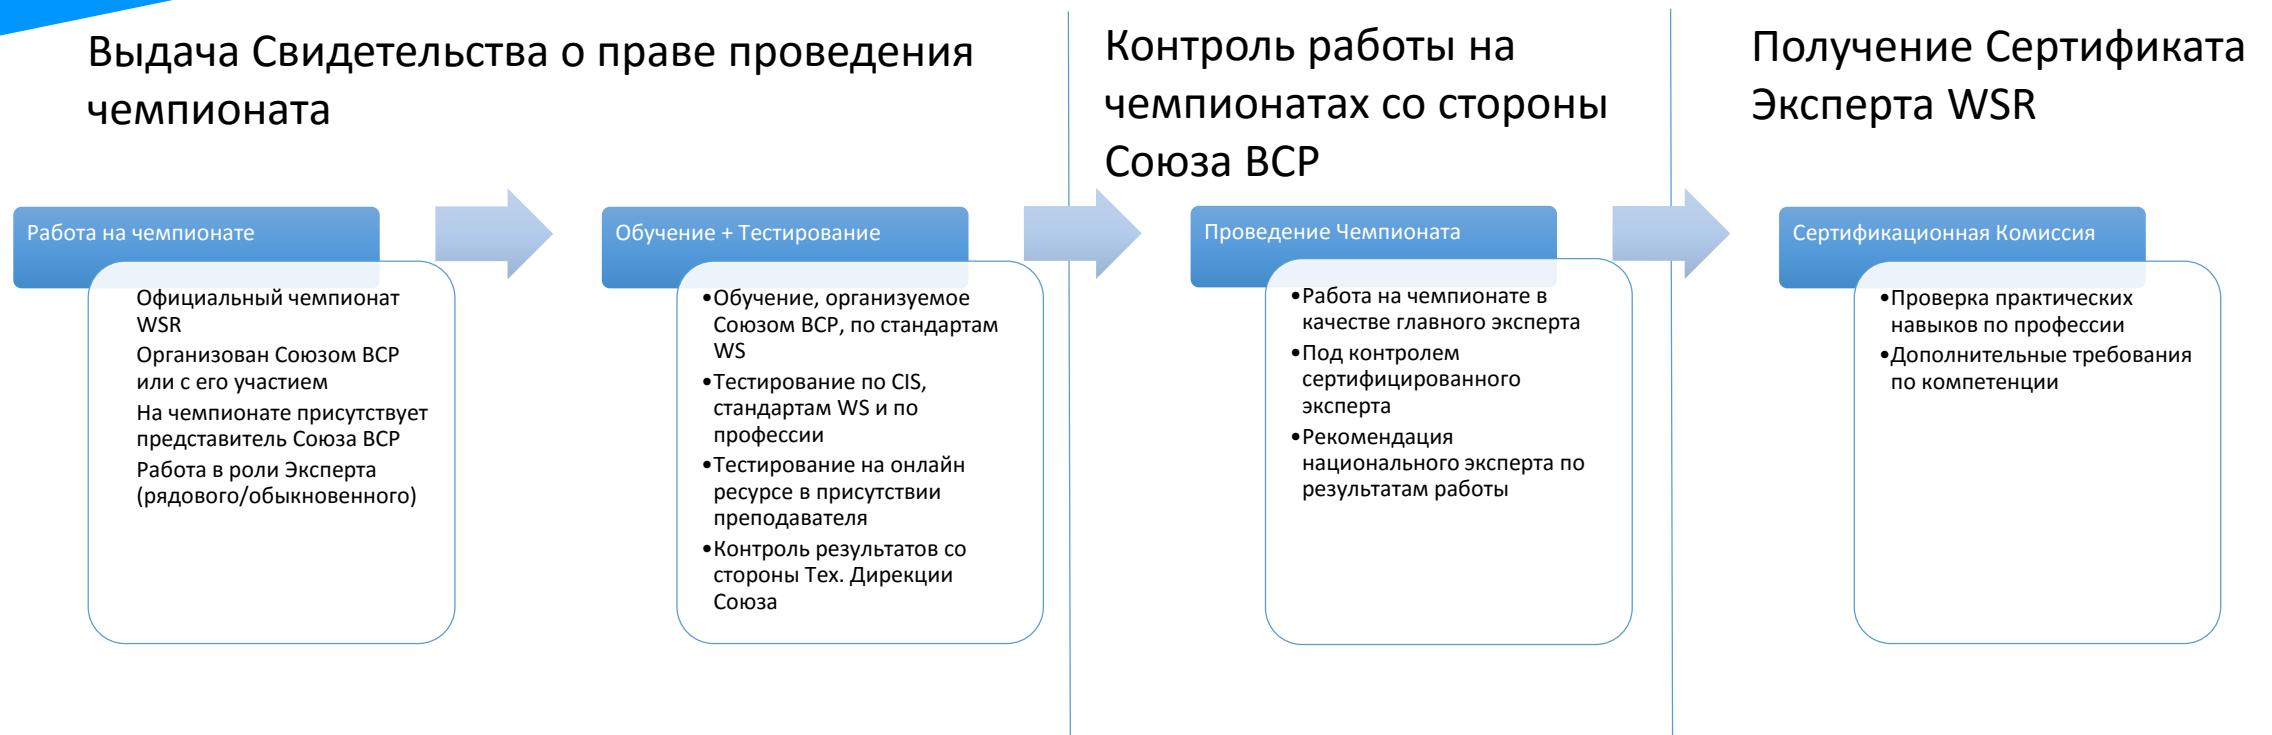 Выдача Свидетельства о праве проведения
чемпионата
Контроль работы на
чемпионатах со стороны
Союза ВСР
Получение Сертификата
Эксперта WSR
Работа на чемпионате
Официальный чемпионат
WSR
Организован Союзом ВСР
или с его участием
На чемпионате присутствует
представитель Союза ВСР
Работа в роли Эксперта
(рядового/обыкновенного)
Обучение + Тестирование
•Обучение, организуемое
Союзом ВСР, по стандартам
WS
•Тестирование по CIS,
стандартам WS и по
профессии
•Тестирование на онлайн
ресурсе в присутствии
преподавателя
•Контроль результатов со
стороны Тех. Дирекции
Союза
Проведение Чемпионата
•Работа на чемпионате в
качестве главного эксперта
•Под контролем
сертифицированного
эксперта
•Рекомендация
национального эксперта по
результатам работы
Сертификационная Комиссия
•Проверка практических
навыков по профессии
•Дополнительные требования
по компетенции